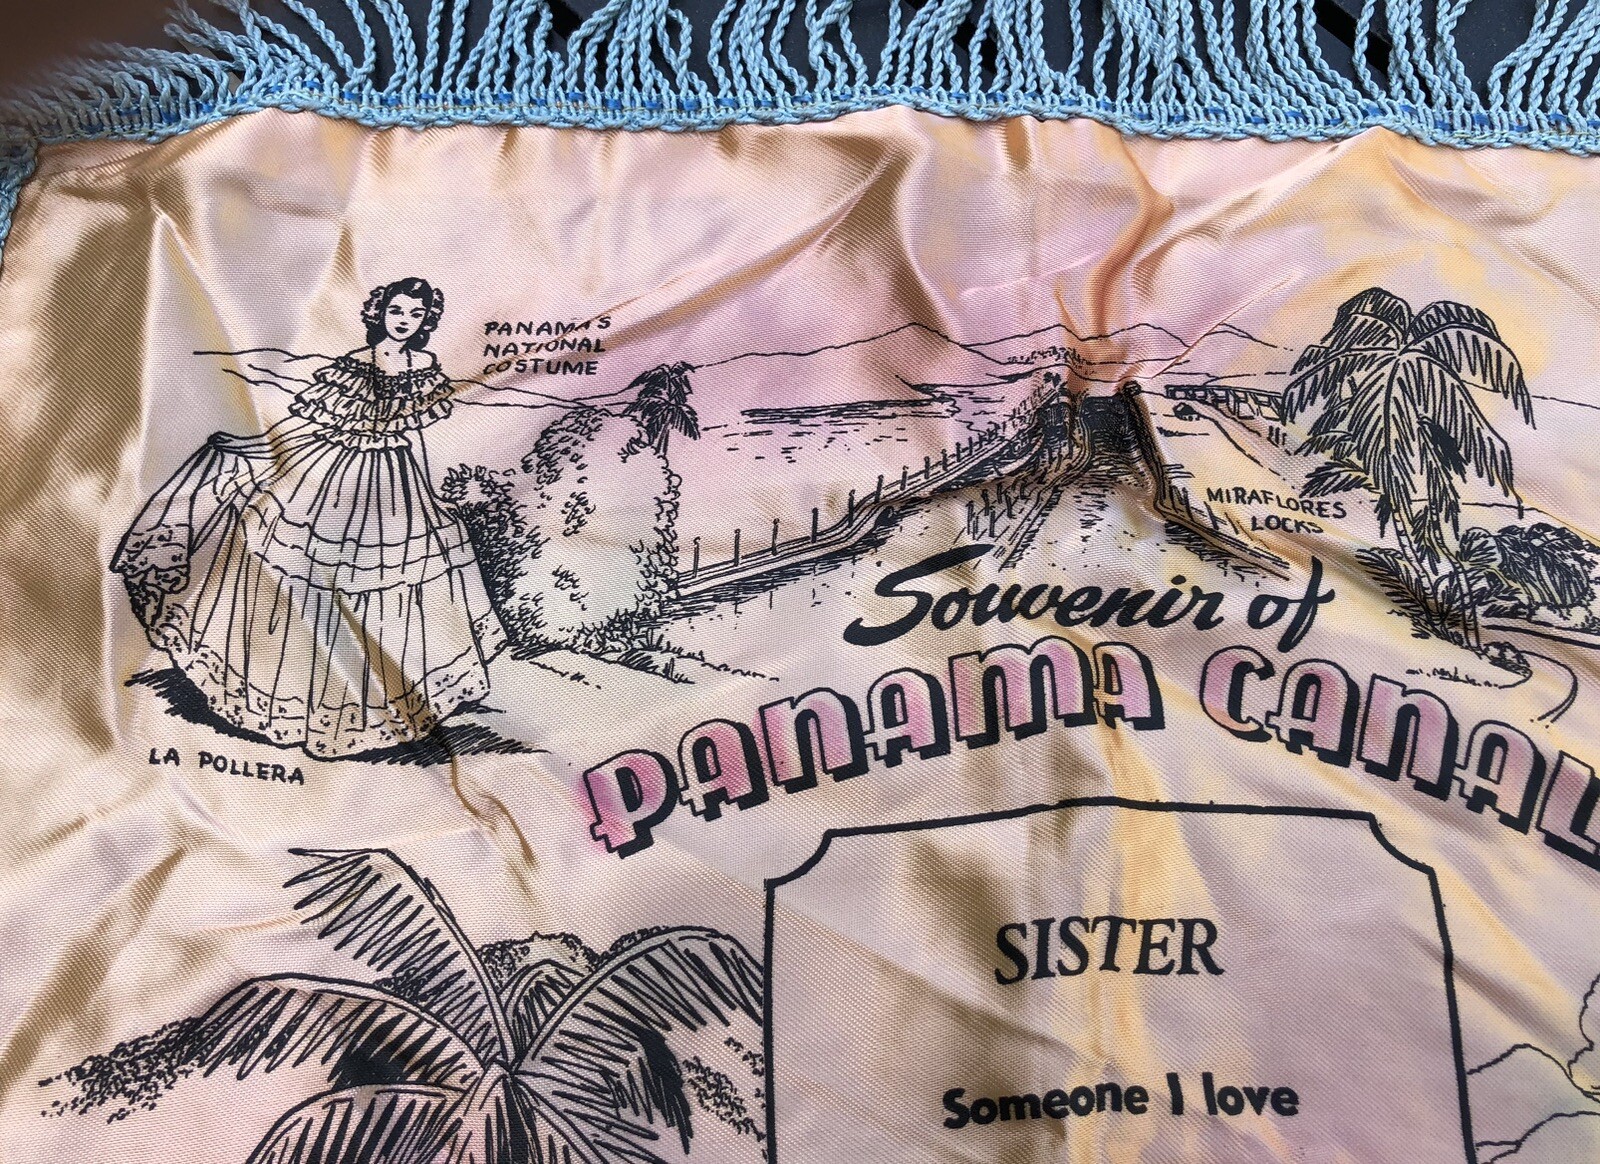 PANAMA'S
NATIONAL
COSTUME
MIRAFLORES
LOCKS
LA POLLERA
Souvenir of
PANAMA CANAL
SISTER
Someone I love